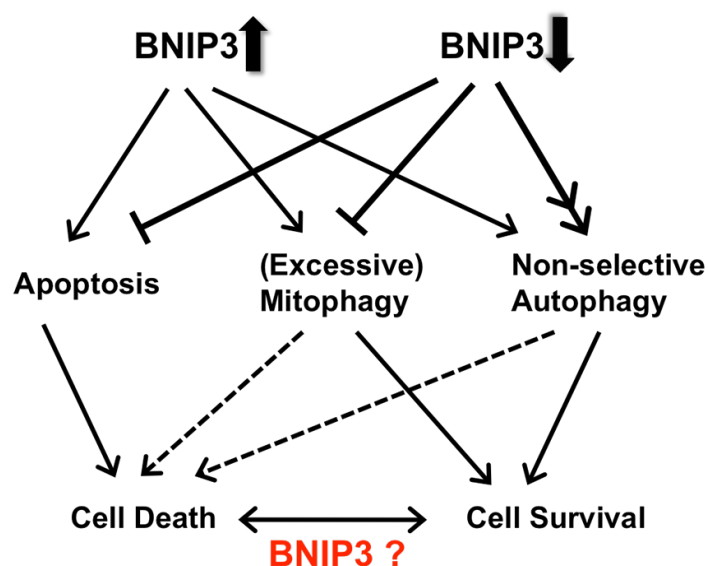 BNIP3
BNIP3
Apoptosis
(Excessive)
Mitophagy
Non-selective
Autophagy
Cell Death
Cell Survival
BNIP3 ?